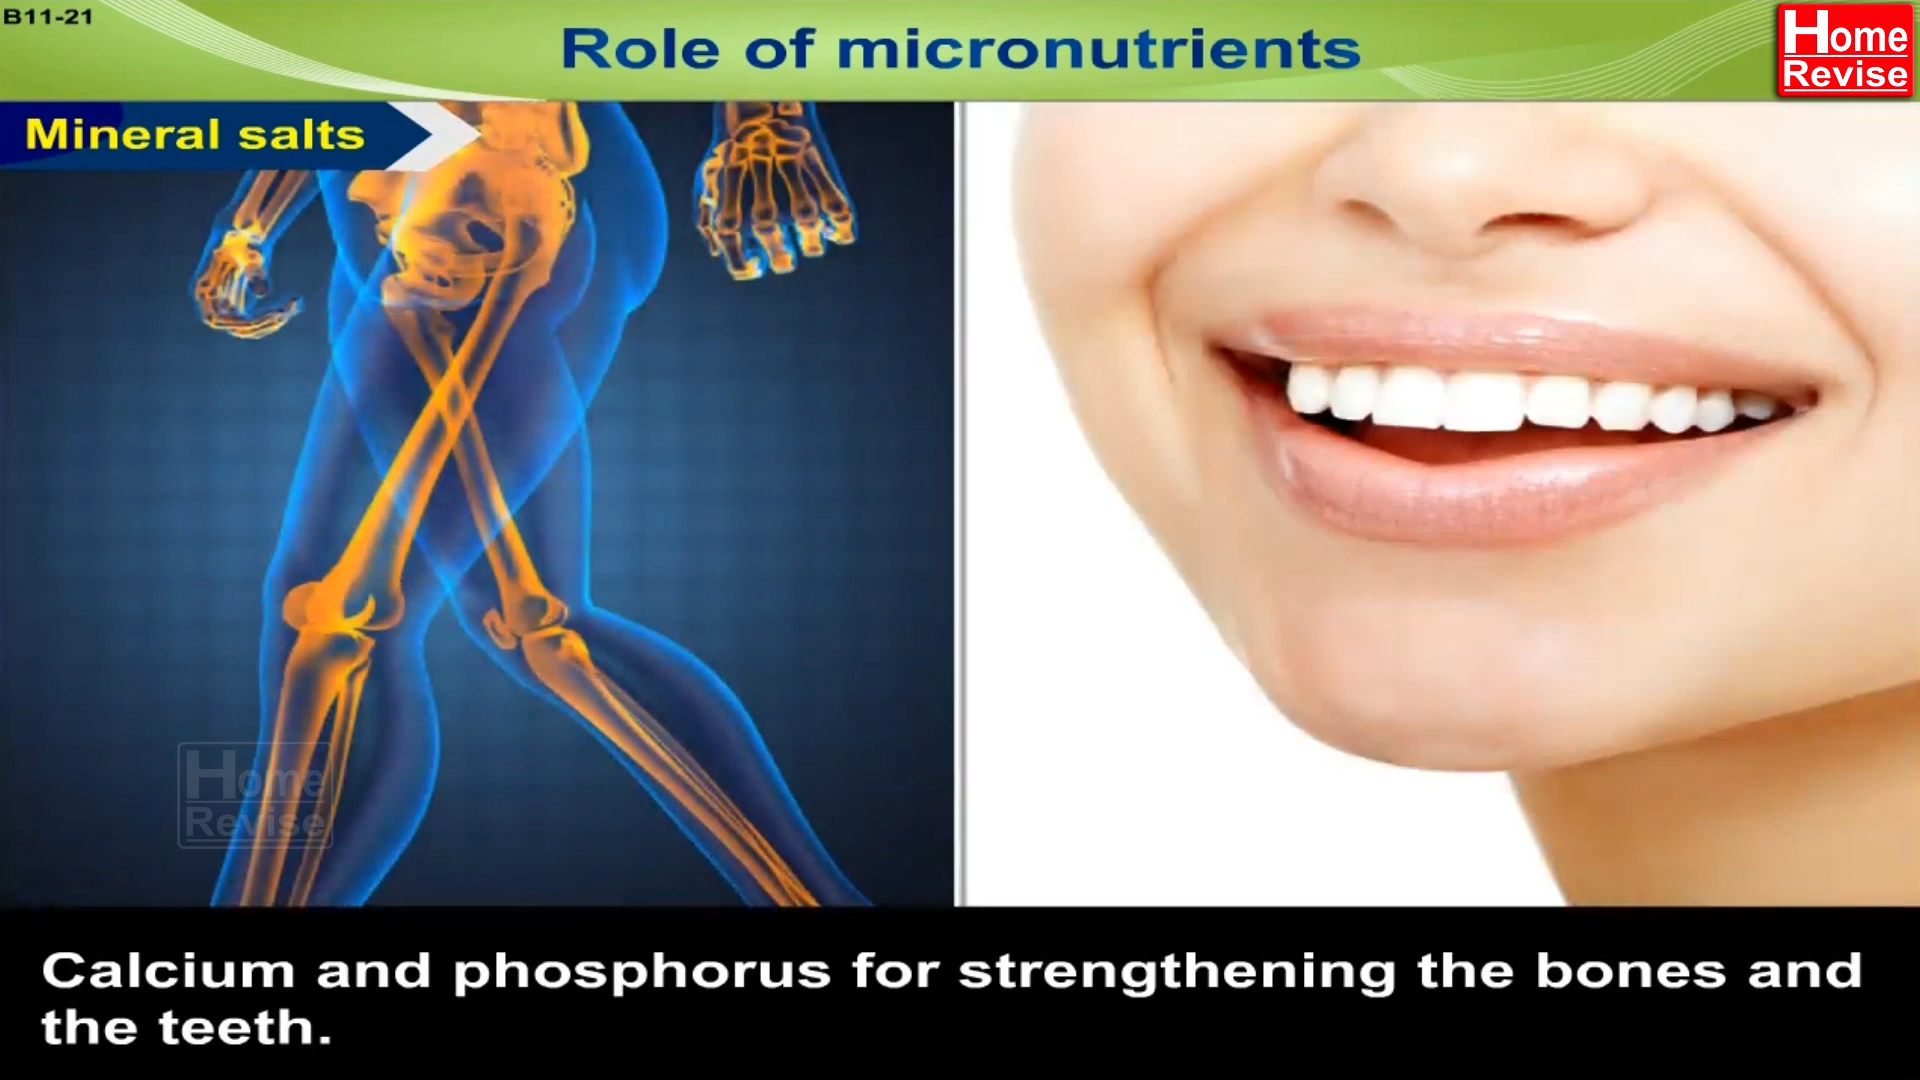 B11-21
Role of micronutrients
Home
Revise
Mineral salts
Home
Revise
Calcium and phosphorus for strengthening the bones and
the teeth.